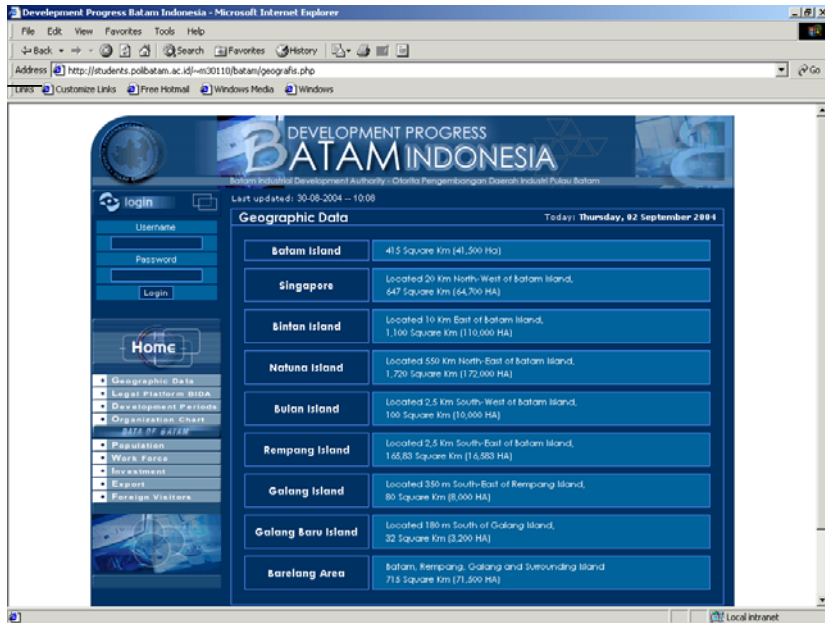 Development Progress Batam Indonesia - Microsoft Internet Explorer
File Edit View Favorites Tools Help
Back Search Favorites History
Address http://students.polibatam.ac.id/~m30110/batam/geografis.php Go
Links Customize Links Free Hotmail Windows Media Windows
DEVELOPMENT PROGRESS
BATAM INDONESIA
Batam Industrial Development Authority - Otorita Pengembangan Daerah Industri Pulau Batam
login
Username
Password
Login
Home
Geographic Data
Legal Platform BIDA
Development Periods
Organization Chart
DATA OF BATAM
Population
Work Force
Investment
Export
Foreign Visitors
Last updated: 30-08-2004 -- 10:08
Geographic Data Today: Thursday, 02 September 2004
Batam Island 415 Square Km (41,500 Ha)
Singapore Located 20 Km North-West of Batam Island,
647 Square Km (64,700 HA)
Bintan Island Located 10 Km East of Batam Island,
1,100 Square Km (110,000 HA)
Natuna Island Located 550 Km North-East of Batam Island,
1,720 Square Km (172,000 HA)
Bulan Island Located 2,5 Km South-West of Batam Island,
100 Square Km (10,000 HA)
Rempang Island Located 2,5 Km South-East of Batam Island,
165,83 Square Km (16,583 HA)
Galang Island Located 350 m South-East of Rempang Island,
80 Square Km (8,000 HA)
Galang Baru Island Located 180 m South of Galang Island,
32 Square Km (3,200 HA)
Barelang Area Batam, Rempang, Galang and Surrounding Island
715 Square Km (71,500 HA)
Local intranet